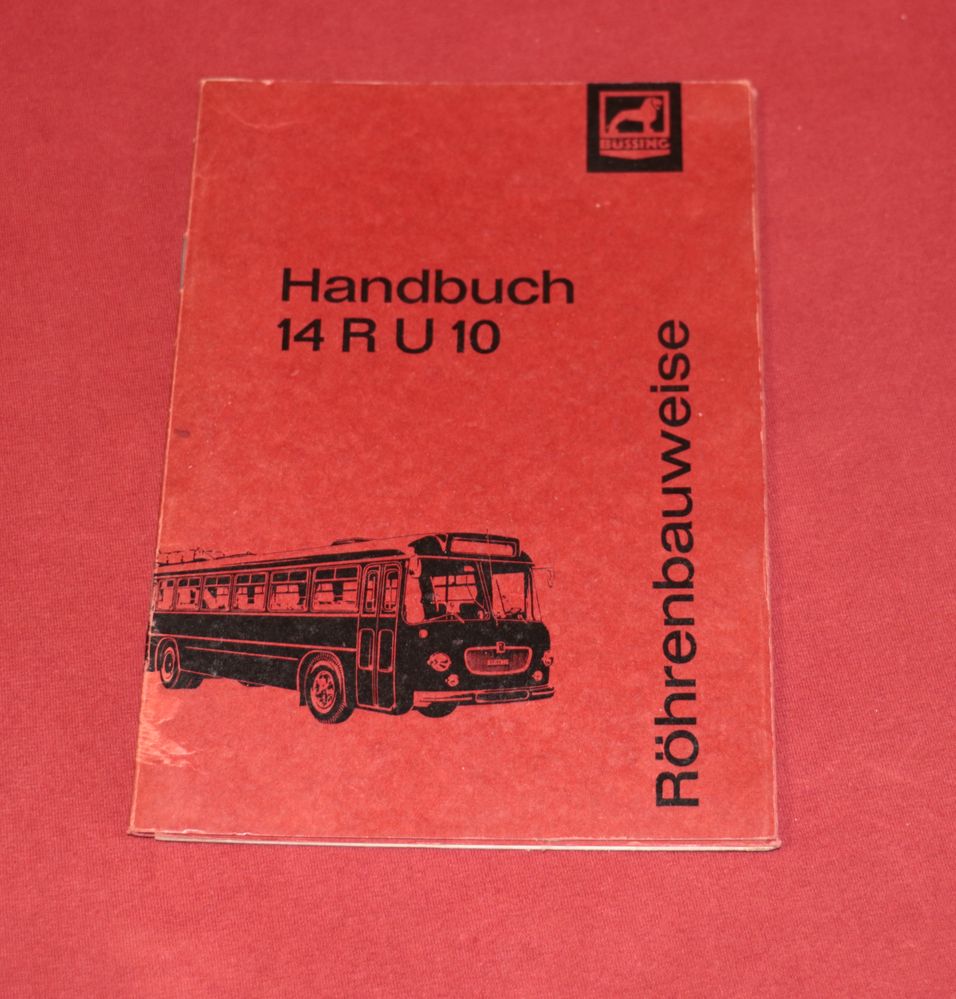 BÜSSING
Handbuch
14 R U 10
Röhrenbauweise